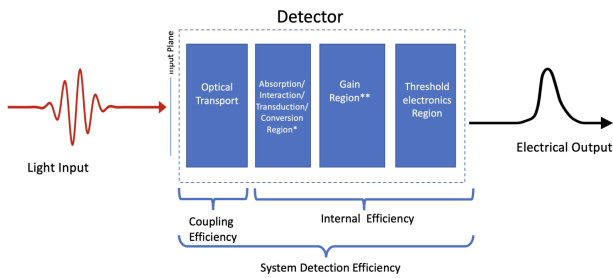 Detector
Input Plane
Optical
Transport
Absorption/
Interaction/
Transduction/
Conversion
Region*
Gain
Region**
Threshold
electronics
Region
Light Input
Electrical Output
Coupling
Efficiency
Internal Efficiency
System Detection Efficiency